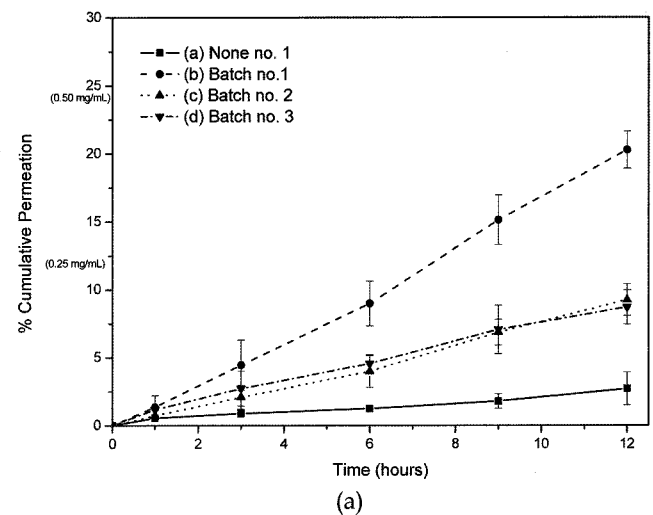 30
25
(0.50 mg/mL)
20
15
(0.25 mg/mL)
10
5
0
% Cumulative Permeation
(a) None no. 1
(b) Batch no.1
(c) Batch no. 2
(d) Batch no. 3
0 2 4 6 8 10 12
Time (hours)
(a)